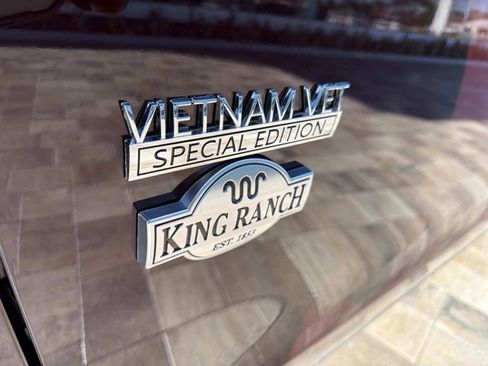 VIETNAM VET
SPECIAL EDITION
KING RANCH
EST. 1853